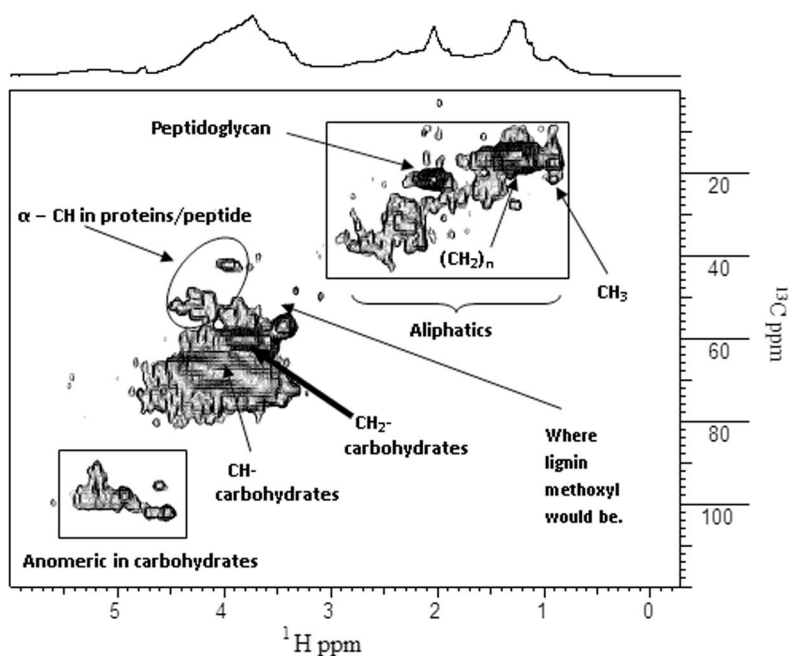 Peptidoglycan
α – CH in proteins/peptide
(CH2)n
CH3
Aliphatics
CH2-
carbohydrates
CH-
carbohydrates
Where
lignin
methoxyl
would be.
Anomeric in carbohydrates
20
40
60
80
100
13C ppm
5 4 3 2 1 0
1H ppm